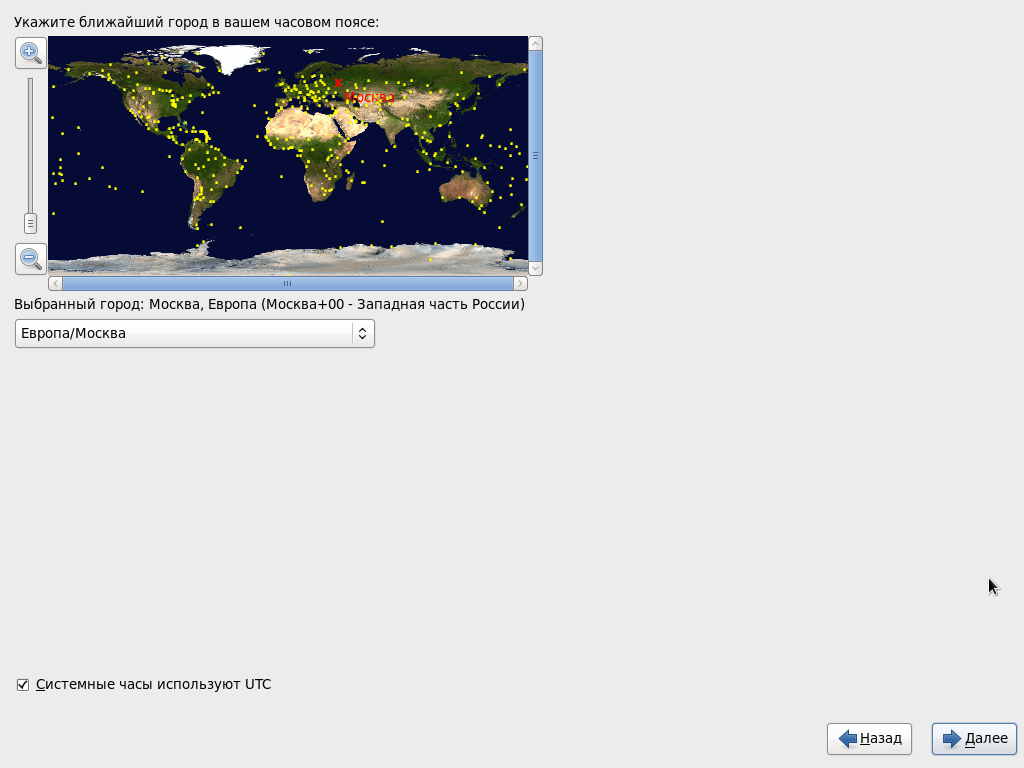 Укажите ближайший город в вашем часовом поясе:
Москва
Выбранный город: Москва, Европа (Москва+00 - Западная часть России)
Европа/Москва
Системные часы используют UTC
Назад
Далее